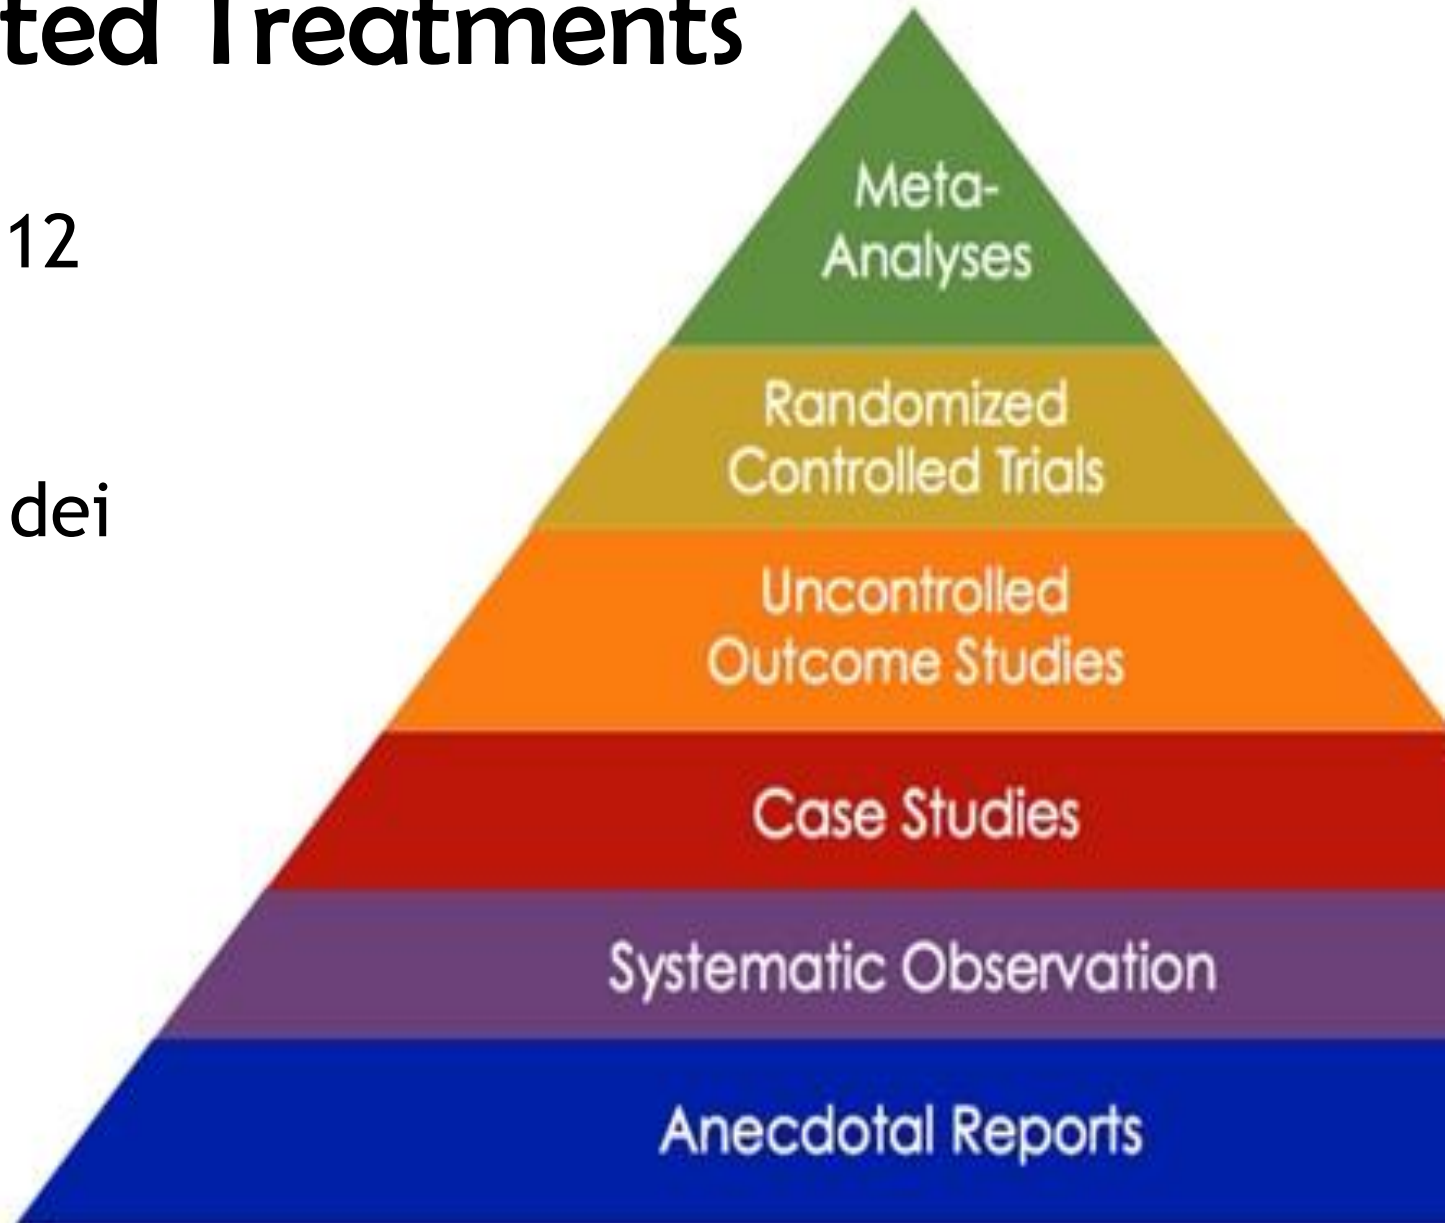 ted Treatments
12
dei
Meta-
Analyses
Randomized
Controlled Trials
Uncontrolled
Outcome Studies
Case Studies
Systematic Observation
Anecdotal Reports